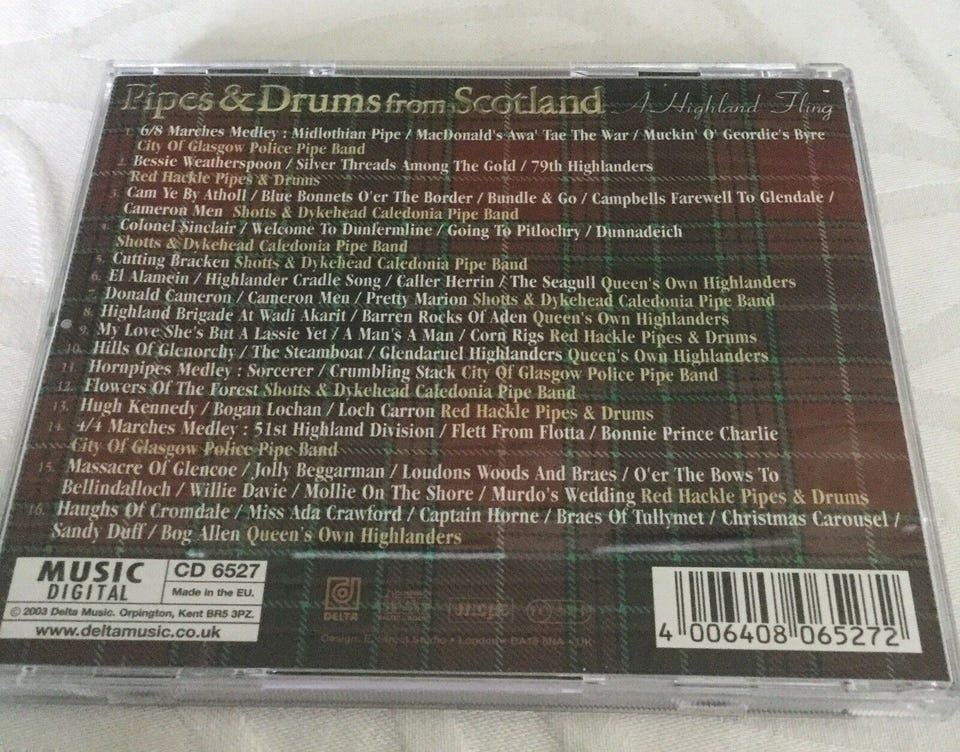 Pipes & Drums from Scotland A Highland Fling
1. 6/8 Marches Medley : Midlothian Pipe / MacDonald's Awa' Tae The War / Muckin' O' Geordie's Byre
City Of Glasgow Police Pipe Band
2. Bessie Weatherspoon / Silver Threads Among The Gold / 79th Highlanders
Red Hackle Pipes & Drums
3. Cam Ye By Atholl / Blue Bonnets O'er The Border / Bundle & Go / Campbells Farewell To Glendale /
Cameron Men Shotts & Dykehead Caledonia Pipe Band
4. Colonel Sinclair / Welcome To Dunfermline / Going To Pitlochry / Dunnadeich
Shotts & Dykehead Caledonia Pipe Band
5. Cutting Bracken Shotts & Dykehead Caledonia Pipe Band
6. El Alamein / Highlander Cradle Song / Caller Herrin / The Seagull Queen's Own Highlanders
7. Donald Cameron / Cameron Men / Pretty Marion Shotts & Dykehead Caledonia Pipe Band
8. Highland Brigade At Wadi Akarit / Barren Rocks Of Aden Queen's Own Highlanders
9. My Love She's But A Lassie Yet / A Man's A Man / Corn Rigs Red Hackle Pipes & Drums
10. Hills Of Glenorchy / The Steamboat / Glendaruel Highlanders Queen's Own Highlanders
11. Hornpipes Medley : Sorcerer / Crumbling Stack City Of Glasgow Police Pipe Band
12. Flowers Of The Forest Shotts & Dykehead Caledonia Pipe Band
13. Hugh Kennedy / Bogan Lochan / Loch Carron Red Hackle Pipes & Drums
14. 4/4 Marches Medley : 51st Highland Division / Flett From Flotta / Bonnie Prince Charlie
City Of Glasgow Police Pipe Band
15. Massacre Of Glencoe / Jolly Beggarman / Loudons Woods And Braes / O'er The Bows To
Bellindalloch / Willie Davie / Mollie On The Shore / Murdo's Wedding Red Hackle Pipes & Drums
16. Haughs Of Cromdale / Miss Ada Crawford / Captain Horne / Braes Of Tullymet / Christmas Carousel /
Sandy Duff / Bog Allen Queen's Own Highlanders
MUSIC DIGITAL
CD 6527
Made in the EU.
© 2003 Delta Music. Orpington, Kent BR5 3PZ.
www.deltamusic.co.uk
DELTA
Design: Studio • London • UK
4 006408 065272